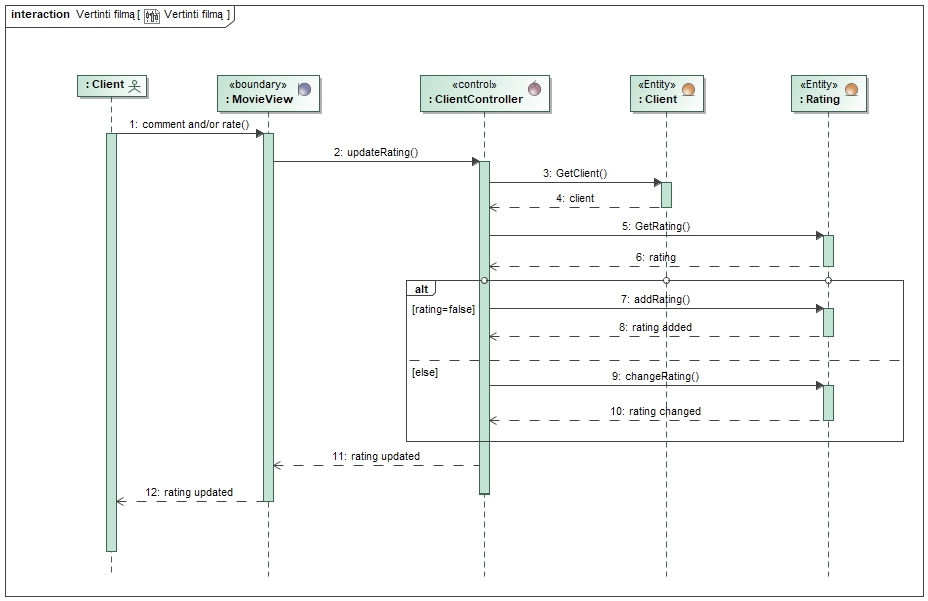 interaction Vertinti filmą [ Vertinti filmą ]
: Client
«boundary»
: MovieView
«control»
: ClientController
«Entity»
: Client
«Entity»
: Rating
1: comment and/or rate()
2: updateRating()
3: GetClient()
4: client
5: GetRating()
6: rating
alt
[rating=false]
7: addRating()
8: rating added
[else]
9: changeRating()
10: rating changed
11: rating updated
12: rating updated